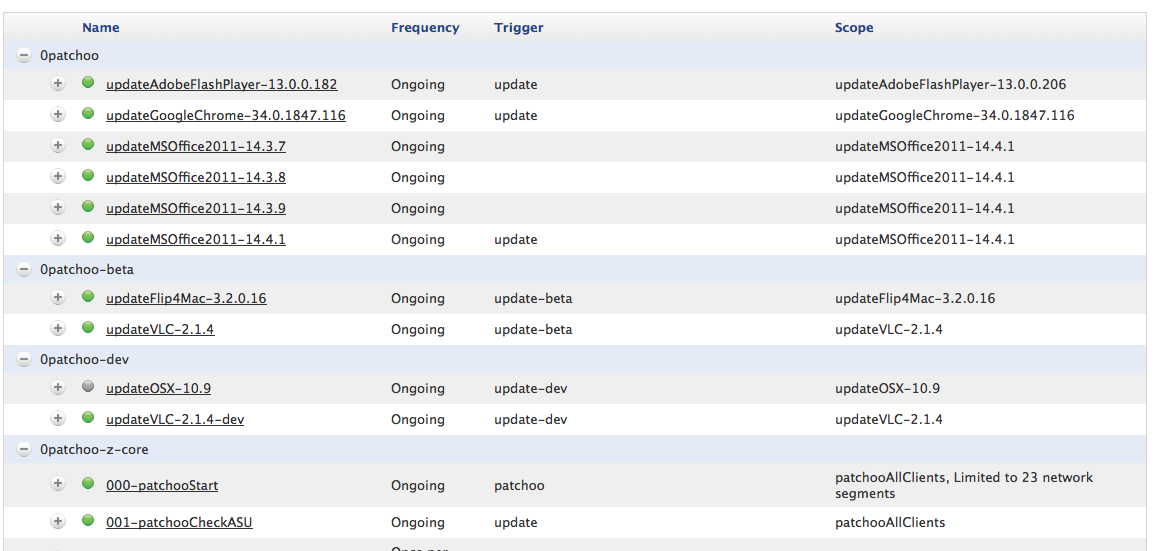 Name Frequency Trigger Scope
0patchoo
updateAdobeFlashPlayer-13.0.0.182 Ongoing update updateAdobeFlashPlayer-13.0.0.206
updateGoogleChrome-34.0.1847.116 Ongoing update updateGoogleChrome-34.0.1847.116
updateMSOffice2011-14.3.7 Ongoing updateMSOffice2011-14.4.1
updateMSOffice2011-14.3.8 Ongoing updateMSOffice2011-14.4.1
updateMSOffice2011-14.3.9 Ongoing updateMSOffice2011-14.4.1
updateMSOffice2011-14.4.1 Ongoing update updateMSOffice2011-14.4.1
0patchoo-beta
updateFlip4Mac-3.2.0.16 Ongoing update-beta updateFlip4Mac-3.2.0.16
updateVLC-2.1.4 Ongoing update-beta updateVLC-2.1.4
0patchoo-dev
updateOSX-10.9 Ongoing update-dev updateOSX-10.9
updateVLC-2.1.4-dev Ongoing update-dev updateVLC-2.1.4
0patchoo-z-core
000-patchooStart Ongoing patchoo patchooAllClients, Limited to 23 network
segments
001-patchooCheckASU Ongoing update patchooAllClients
Once per